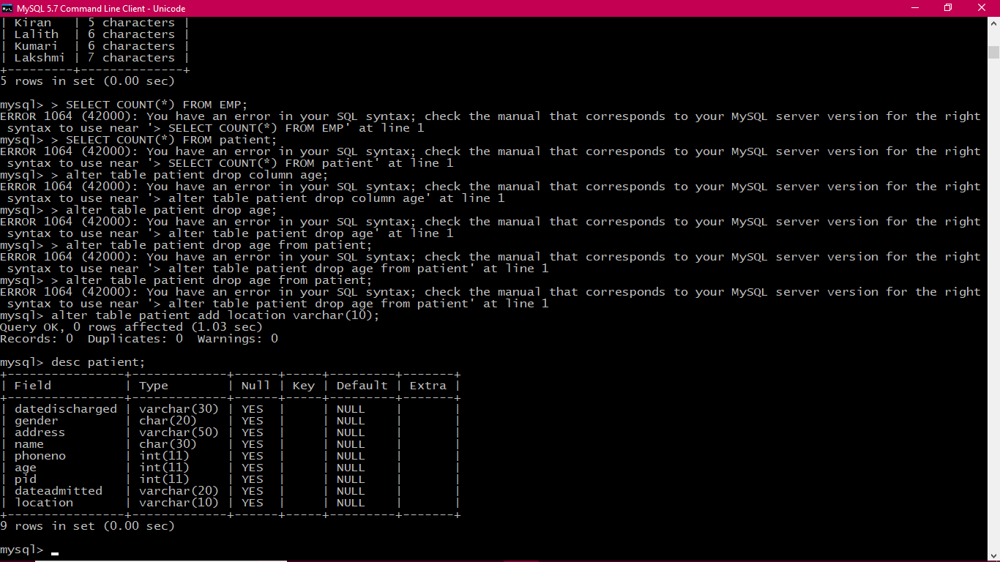 MySQL 5.7 Command Line Client - Unicode
| Kiran   | 5 characters |
| Lalith  | 6 characters |
| Kumari  | 6 characters |
| Lakshmi | 7 characters |
+---------+--------------+
5 rows in set (0.00 sec)
mysql> > SELECT COUNT(*) FROM EMP;
ERROR 1064 (42000): You have an error in your SQL syntax; check the manual that corresponds to your MySQL server version for the right
 syntax to use near '> SELECT COUNT(*) FROM EMP' at line 1
mysql> > SELECT COUNT(*) FROM patient;
ERROR 1064 (42000): You have an error in your SQL syntax; check the manual that corresponds to your MySQL server version for the right
 syntax to use near '> SELECT COUNT(*) FROM patient' at line 1
mysql> > alter table patient drop column age;
ERROR 1064 (42000): You have an error in your SQL syntax; check the manual that corresponds to your MySQL server version for the right
 syntax to use near '> alter table patient drop column age' at line 1
mysql> > alter table patient drop age;
ERROR 1064 (42000): You have an error in your SQL syntax; check the manual that corresponds to your MySQL server version for the right
 syntax to use near '> alter table patient drop age' at line 1
mysql> > alter table patient drop age from patient;
ERROR 1064 (42000): You have an error in your SQL syntax; check the manual that corresponds to your MySQL server version for the right
 syntax to use near '> alter table patient drop age from patient' at line 1
mysql> > alter table patient drop age from patient;
ERROR 1064 (42000): You have an error in your SQL syntax; check the manual that corresponds to your MySQL server version for the right
 syntax to use near '> alter table patient drop age from patient' at line 1
mysql> alter table patient add location varchar(10);
Query OK, 0 rows affected (1.03 sec)
Records: 0  Duplicates: 0  Warnings: 0
mysql> desc patient;
+----------------+-------------+------+-----+---------+-------+
| Field          | Type        | Null | Key | Default | Extra |
+----------------+-------------+------+-----+---------+-------+
| datedischarged | varchar(30) | YES  |     | NULL    |       |
| gender         | char(20)    | YES  |     | NULL    |       |
| address        | varchar(50) | YES  |     | NULL    |       |
| name           | char(30)    | YES  |     | NULL    |       |
| phoneno        | int(11)     | YES  |     | NULL    |       |
| age            | int(11)     | YES  |     | NULL    |       |
| pid            | int(11)     | YES  |     | NULL    |       |
| dateadmitted   | varchar(20) | YES  |     | NULL    |       |
| location       | varchar(10) | YES  |     | NULL    |       |
+----------------+-------------+------+-----+---------+-------+
9 rows in set (0.00 sec)
mysql> _